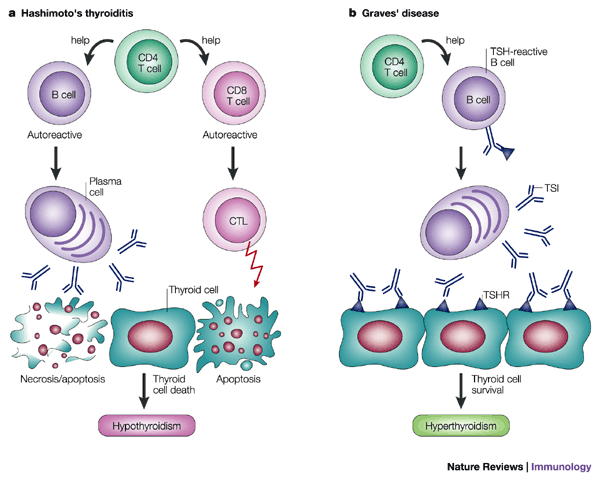 a Hashimoto's thyroiditis
help
CD4
T cell
help
B cell
CD8
T cell
Autoreactive
Autoreactive
Plasma
cell
CTL
Thyroid cell
Necrosis/apoptosis
Thyroid
cell death
Apoptosis
Hypothyroidism
b Graves' disease
CD4
T cell
help
TSH-reactive
B cell
B cell
TSI
TSHR
Thyroid cell
survival
Hyperthyroidism
Nature Reviews | Immunology